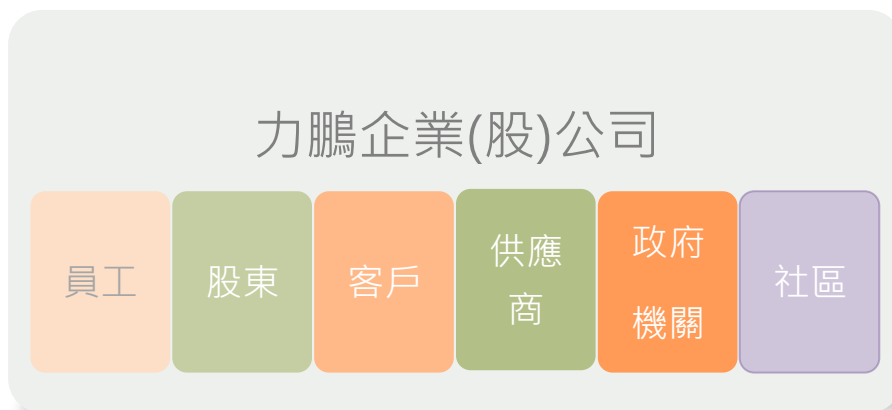 力鵬企業(股)公司
員工
股東
客戶
供應
商
政府
機關
社區